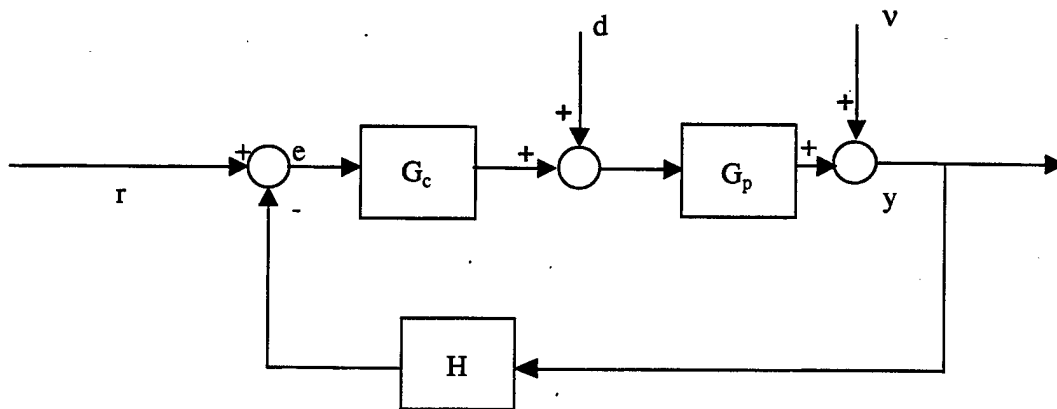 d
ν
+
+
+
e
+
+
G_c
G_p
r
-
y
H